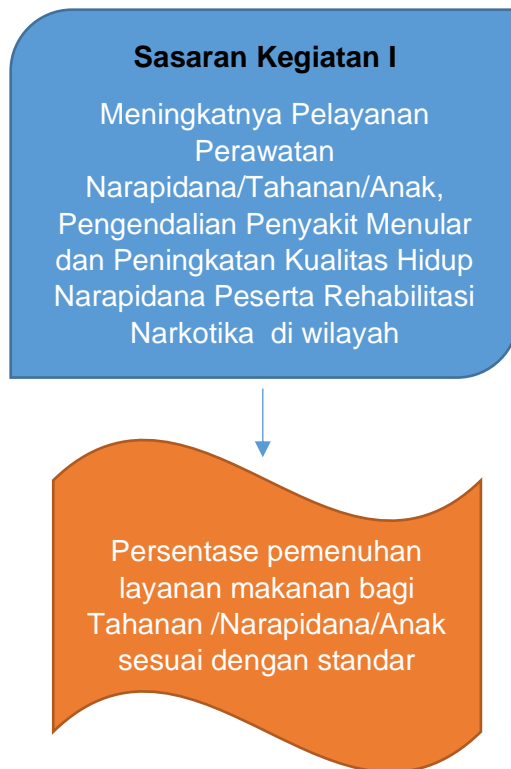 Sasaran Kegiatan I
Meningkatnya Pelayanan
Perawatan
Narapidana/Tahanan/Anak,
Pengendalian Penyakit Menular
dan Peningkatan Kualitas Hidup
Narapidana Peserta Rehabilitasi
Narkotika di wilayah
Persentase pemenuhan
layanan makanan bagi
Tahanan /Narapidana/Anak
sesuai dengan standar